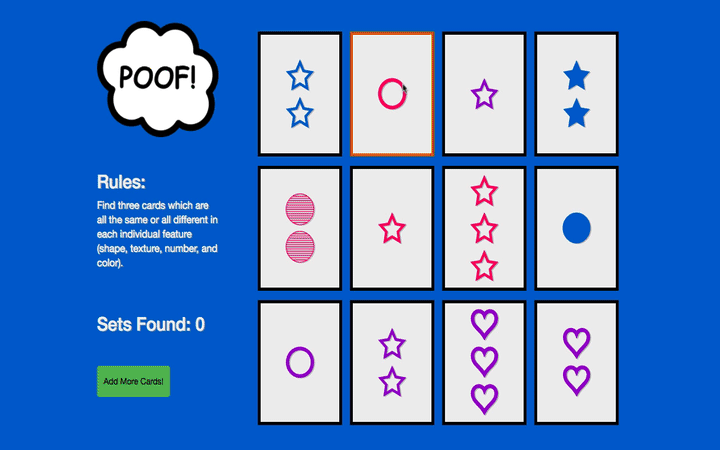 POOF!
Rules:
Find three cards which are
all the same or all different in
each individual feature
(shape, texture, number, and
color).
Sets Found: 0
Add More Cards!